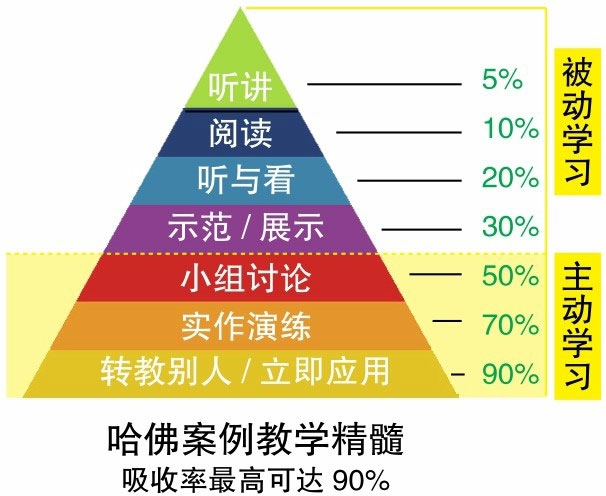 听讲
5%
阅读
10%
听与看
20%
示范 / 展示
30%
小组讨论
50%
实作演练
70%
转教别人 / 立即应用
90%
被动学习
主动学习
哈佛案例教学精髓
吸收率最高可达 90%